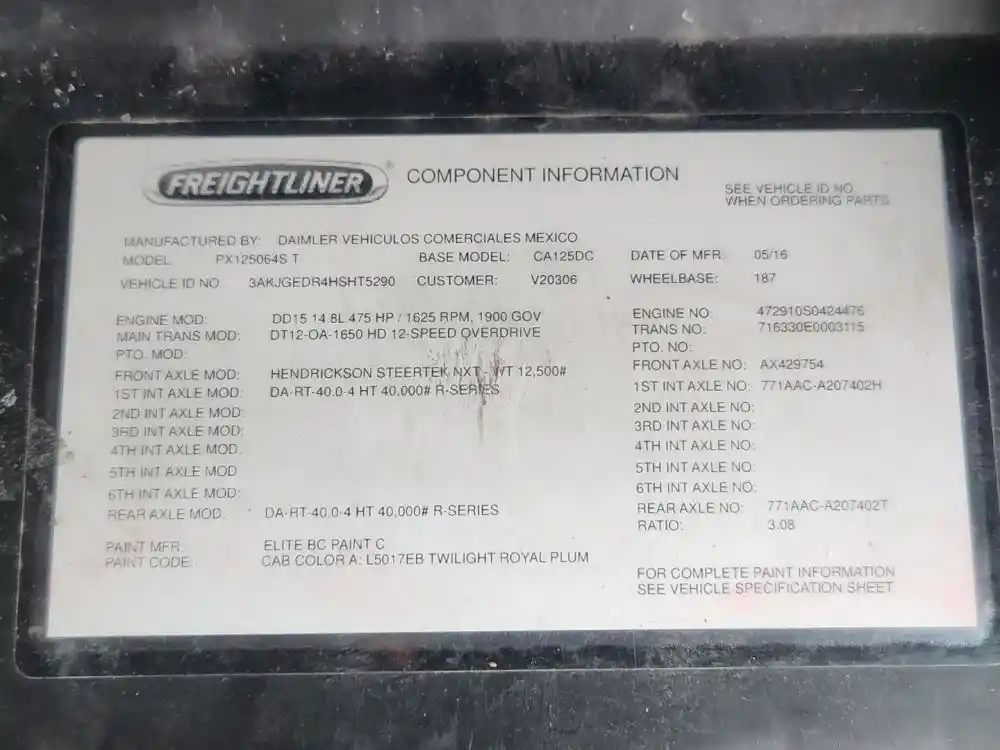 FREIGHTLINER ® COMPONENT INFORMATION
SEE VEHICLE ID NO.
WHEN ORDERING PARTS
MANUFACTURED BY: DAIMLER VEHICULOS COMERCIALES MEXICO
MODEL: PX125064S T BASE MODEL: CA125DC DATE OF MFR: 05/16
VEHICLE ID NO. 3AKJGEDR4HSHT5290 CUSTOMER: V20306 WHEELBASE: 187
ENGINE MOD: DD15 14.8L 475 HP / 1625 RPM, 1900 GOV ENGINE NO: 472910S0424476
MAIN TRANS MOD: DT12-OA-1650 HD 12-SPEED OVERDRIVE TRANS NO: 716330E0003115
PTO. MOD: PTO. NO:
FRONT AXLE MOD: HENDRICKSON STEERTEK NXT - WT 12,500# FRONT AXLE NO: AX429754
1ST INT AXLE MOD: DA-RT-40.0-4 HT 40,000# R-SERIES 1ST INT AXLE NO: 771AAC-A207402H
2ND INT AXLE MOD: 2ND INT AXLE NO:
3RD INT AXLE MOD: 3RD INT AXLE NO:
4TH INT AXLE MOD: 4TH INT AXLE NO:
5TH INT AXLE MOD 5TH INT AXLE NO:
6TH INT AXLE MOD: 6TH INT AXLE NO:
REAR AXLE MOD: DA-RT-40.0-4 HT 40,000# R-SERIES REAR AXLE NO: 771AAC-A207402T
RATIO: 3.08
PAINT MFR: ELITE BC PAINT C
PAINT CODE: CAB COLOR A: L5017EB TWILIGHT ROYAL PLUM
FOR COMPLETE PAINT INFORMATION
SEE VEHICLE SPECIFICATION SHEET.